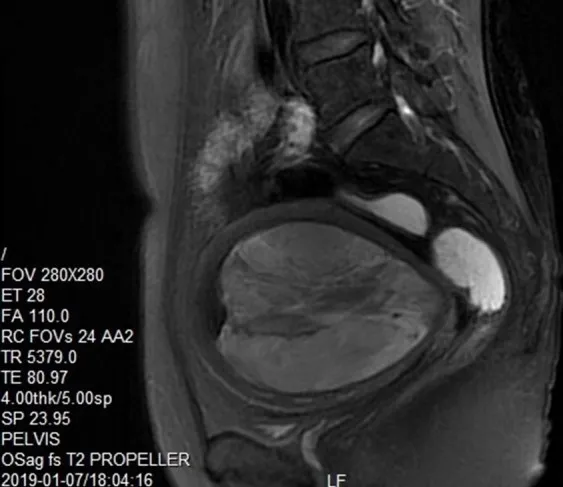 /
FOV 280X280
ET 28
FA 110.0
RC FOVs 24 AA2
TR 5379.0
TE 80.97
4.00thk/5.00sp
SP 23.95
PELVIS
OSag fs T2 PROPELLER
2019-01-07/18:04:16
LF